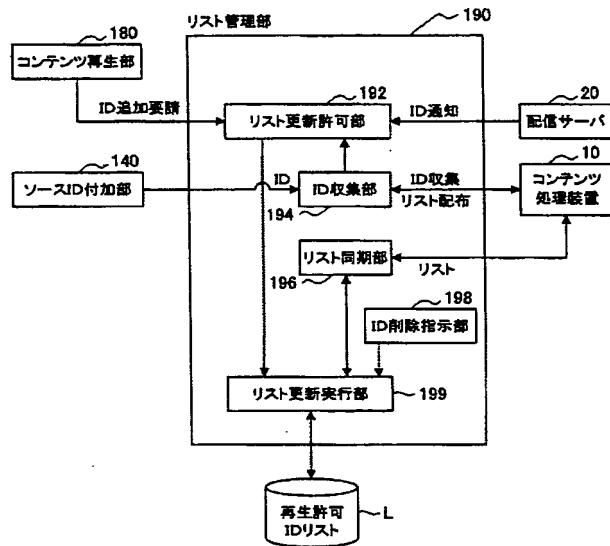 リスト管理部
190
180
コンテンツ再生部
192
20
ID追加要請
リスト更新許可部
ID通知
配信サーバ
140
10
ソースID付加部
ID
ID収集部
ID収集
コンテンツ
処理装置
194
リスト配布
リスト同期部
リスト
196
198
ID削除指示部
リスト更新実行部
199
再生許可
IDリスト
L